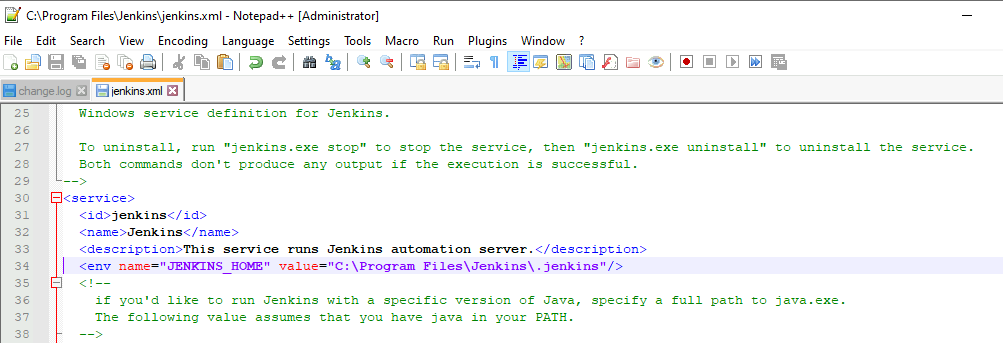 C:\Program Files\Jenkins\jenkins.xml - Notepad++ [Administrator]
File Edit Search View Encoding Language Settings Tools Macro Run Plugins Window ?
change.log jenkins.xml
25 Windows service definition for Jenkins.
26
27 To uninstall, run "jenkins.exe stop" to stop the service, then "jenkins.exe uninstall" to uninstall the service.
28 Both commands don't produce any output if the execution is successful.
29 -->
30 <service>
31 <id>jenkins</id>
32 <name>Jenkins</name>
33 <description>This service runs Jenkins automation server.</description>
34 <env name="JENKINS_HOME" value="C:\Program Files\Jenkins\.jenkins"/>
35 <!--
36 if you'd like to run Jenkins with a specific version of Java, specify a full path to java.exe.
37 The following value assumes that you have java in your PATH.
38 -->